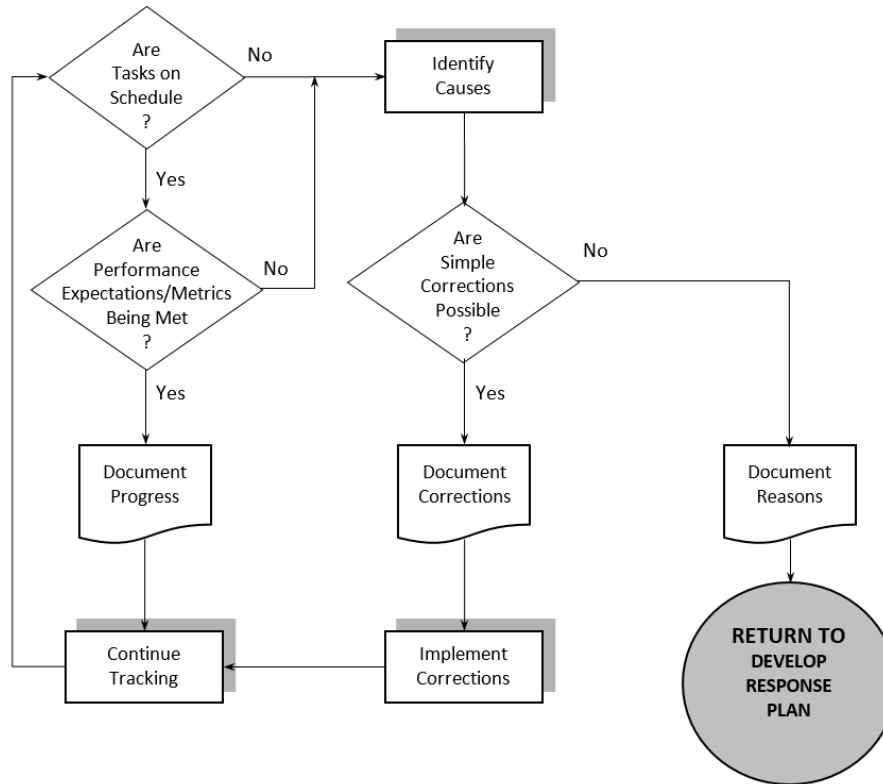 Are
Tasks on
Schedule
?
No
Identify
Causes
Yes
Are
Performance
Expectations/Metrics
Being Met
?
No
Are
Simple
Corrections
Possible
?
No
Yes
Yes
Document
Progress
Document
Corrections
Document
Reasons
Continue
Tracking
Implement
Corrections
RETURN TO
DEVELOP
RESPONSE
PLAN